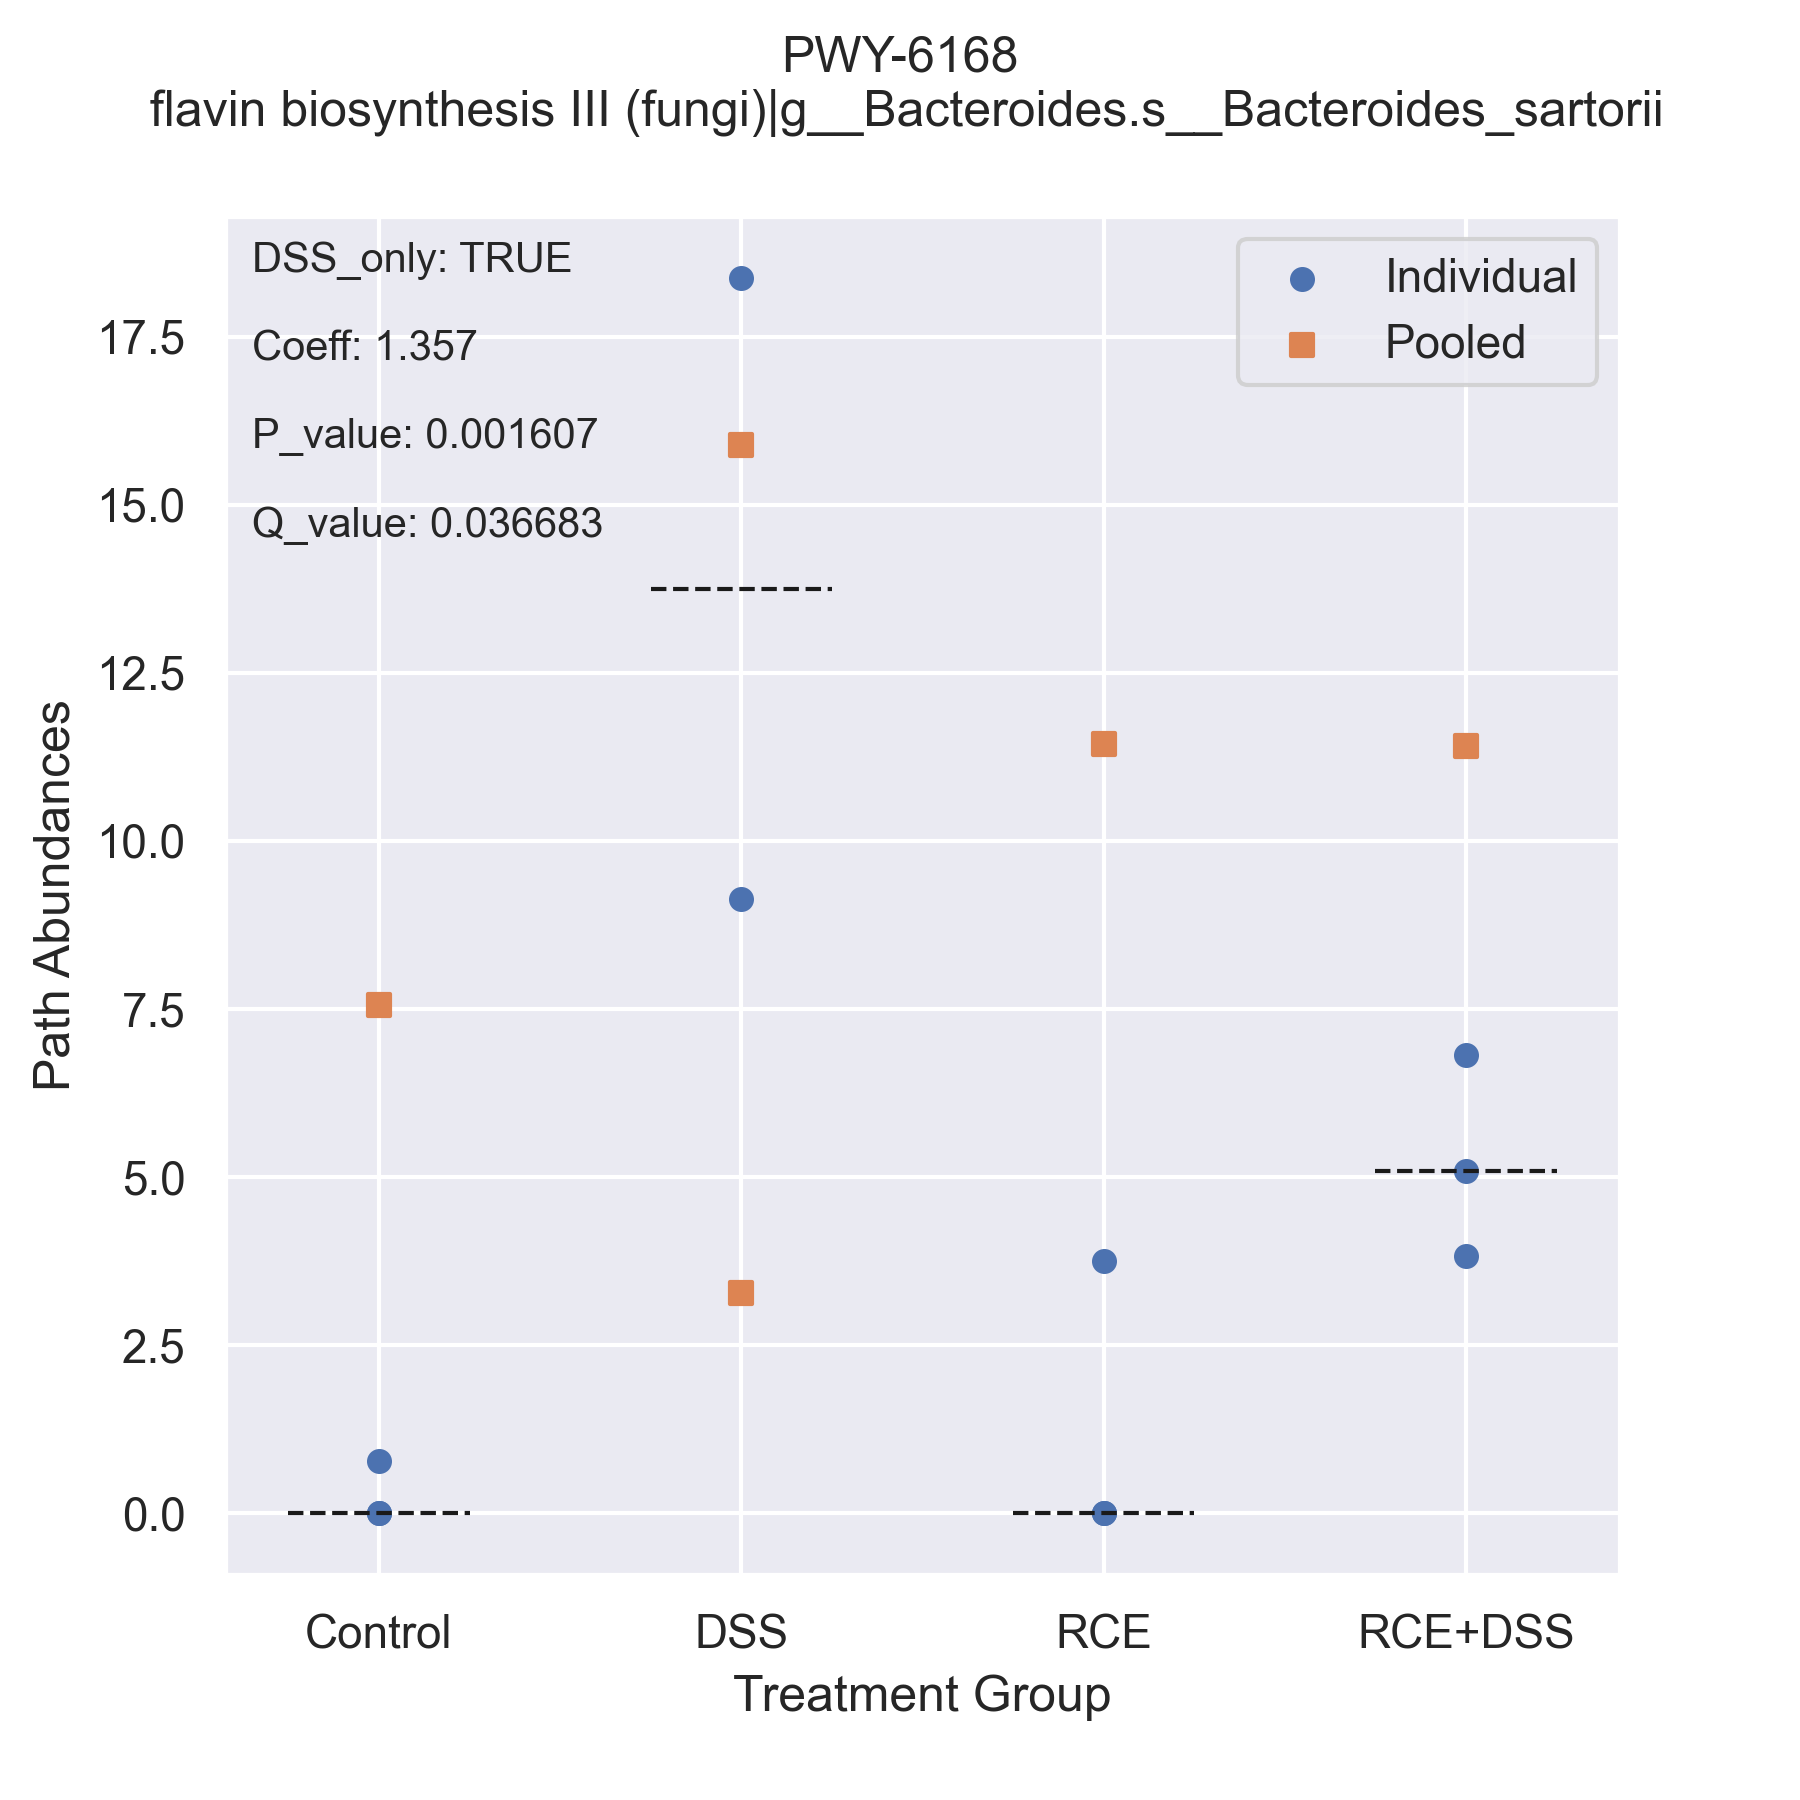 PWY-6168
flavin biosynthesis III (fungi)|g__Bacteroides.s__Bacteroides_sartorii
DSS_only: TRUE
Coeff: 1.357
P_value: 0.001607
Q_value: 0.036683
Individual
Pooled
Path Abundances
17.5
15.0
12.5
10.0
7.5
5.0
2.5
0.0
Control
DSS
RCE
RCE+DSS
Treatment Group